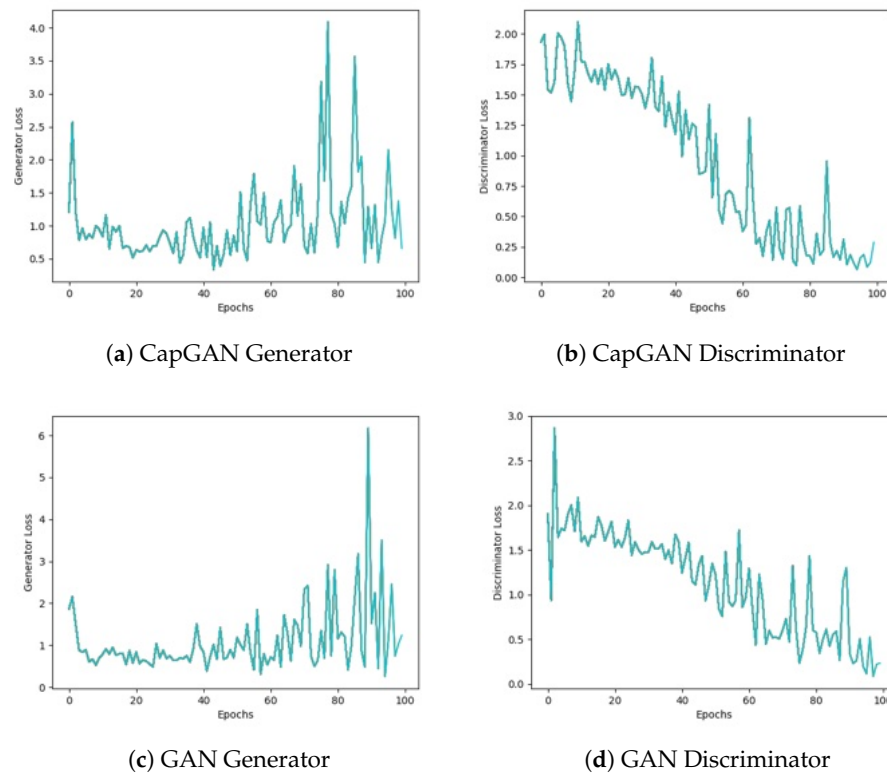 4.0
3.5
3.0
2.5
2.0
1.5
1.0
0.5
Generator Loss
0 20 40 60 80 100
Epochs
(a) CapGAN Generator
2.00
1.75
1.50
1.25
1.00
0.75
0.50
0.25
0.00
Discriminator Loss
0 20 40 60 80 100
Epochs
(b) CapGAN Discriminator
6
5
4
3
2
1
0
Generator Loss
0 20 40 60 80 100
Epochs
(c) GAN Generator
3.0
2.5
2.0
1.5
1.0
0.5
0.0
Discriminator Loss
0 20 40 60 80 100
Epochs
(d) GAN Discriminator